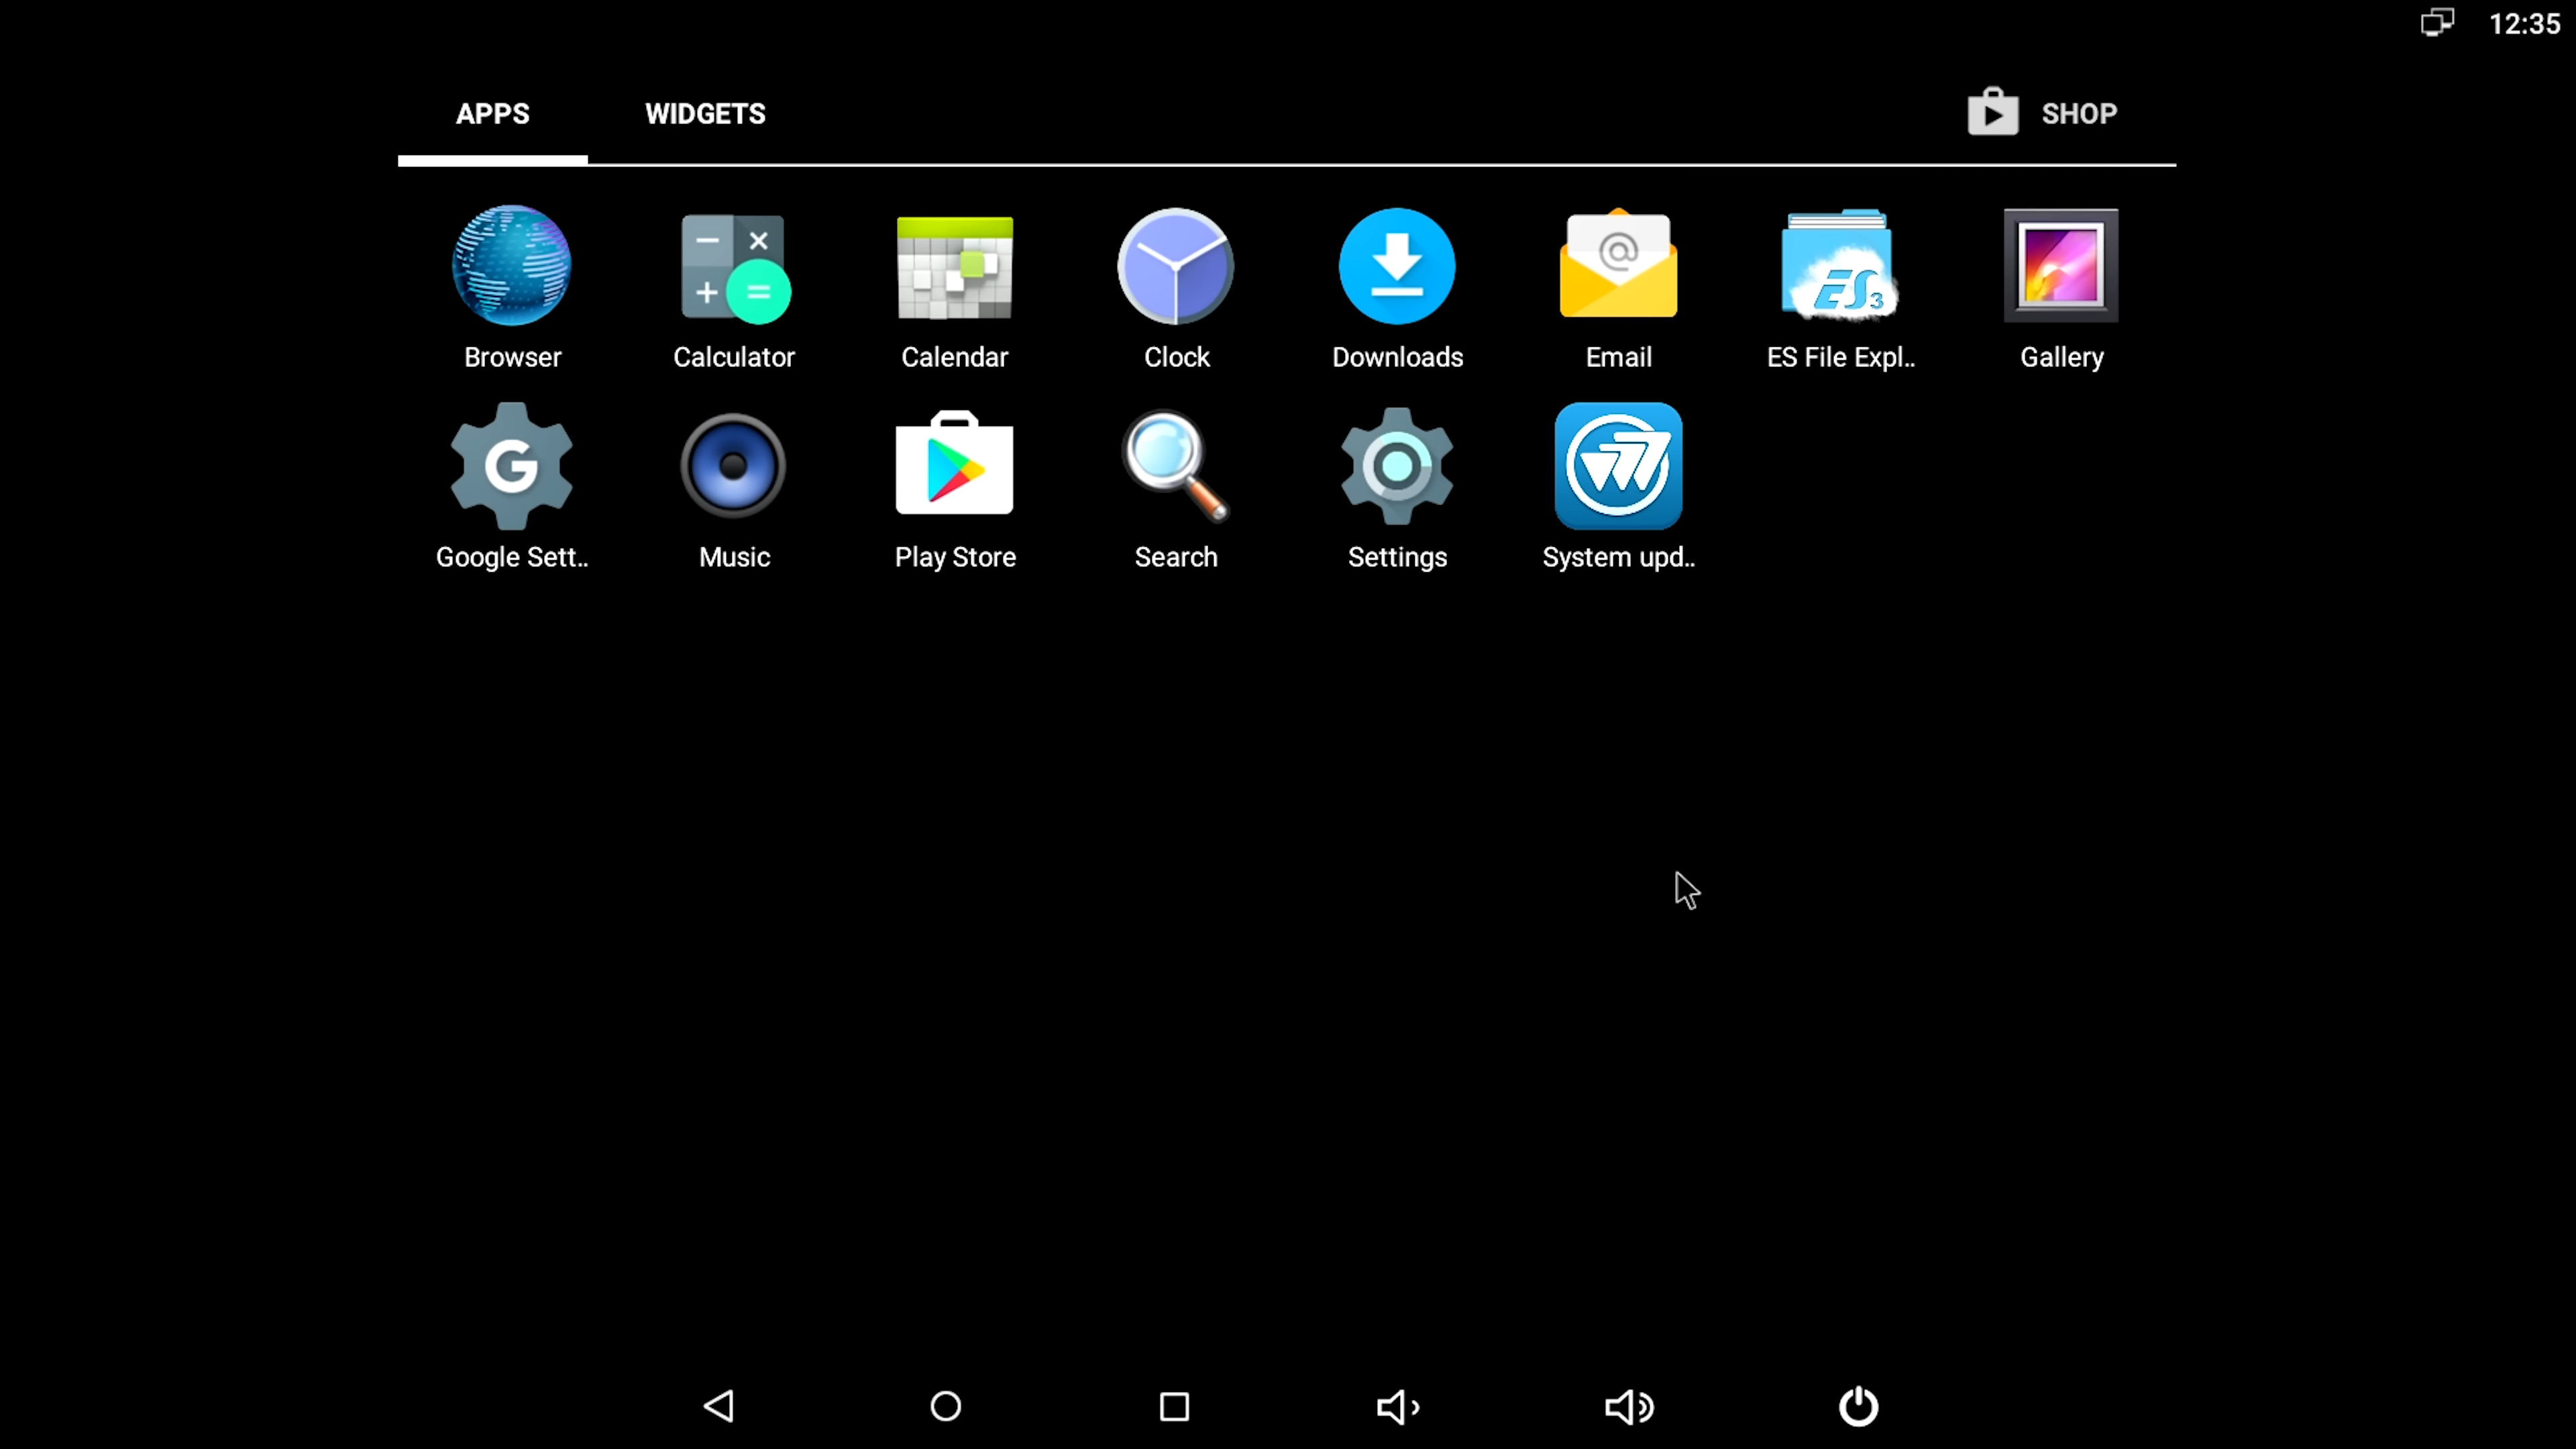 12:35
APPS WIDGETS SHOP
Browser Calculator Calendar Clock Downloads Email ES File Expl.. Gallery
Google Sett.. Music Play Store Search Settings System upd..